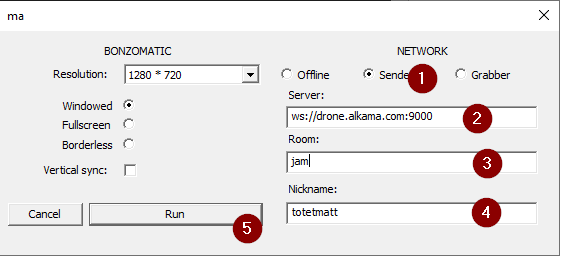 ma
BONZOMATIC
Resolution: 1280 * 720
Windowed
Fullscreen
Borderless
Vertical sync:
Cancel
Run
5
NETWORK
Offline
Sende
1
Grabber
Server:
ws://drone.alkama.com:9000
2
Room:
jam
3
Nickname:
totetmatt
4